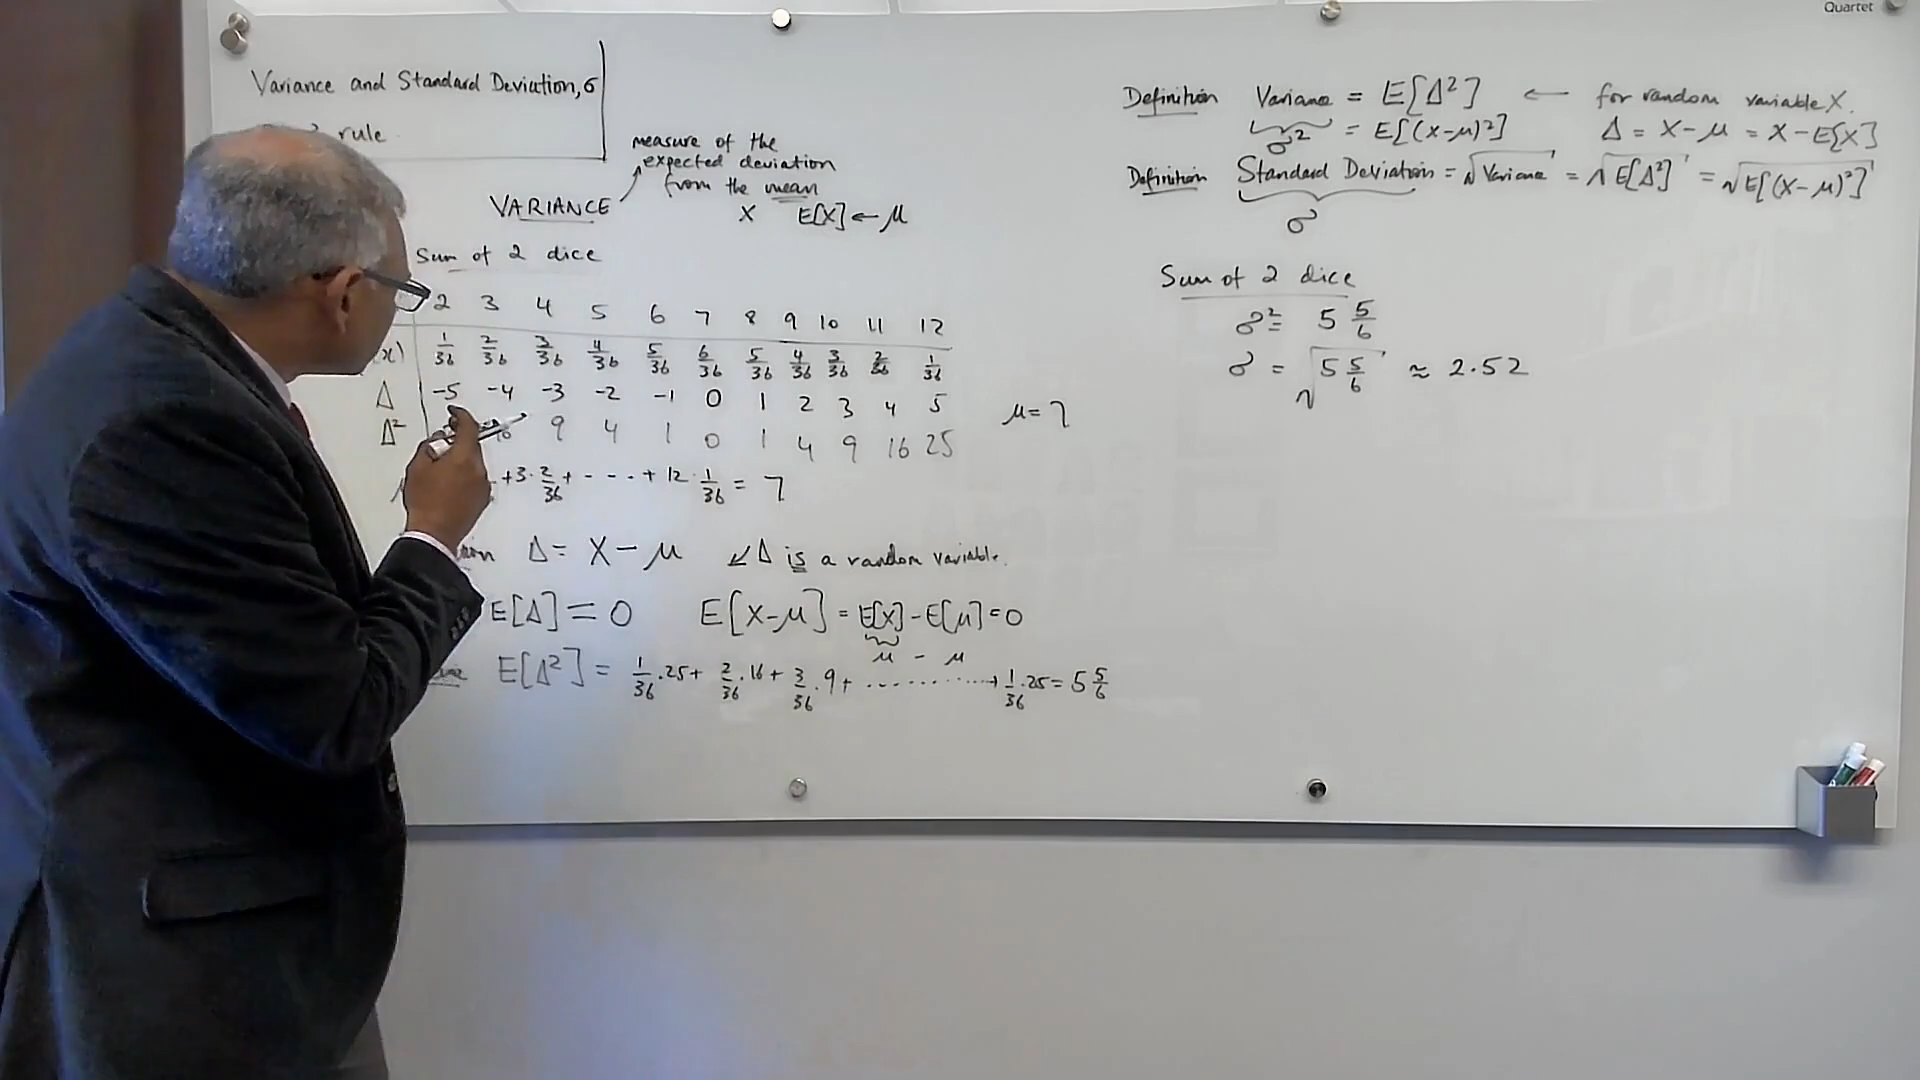 Quartet
Variance and Standard Deviation, σ
rule
measure of the
expected deviation
from the mean
VARIANCE
X E[X] ← μ
Sum of 2 dice
2 3 4 5 6 7 8 9 10 11 12
x) 1/36 2/36 3/36 4/36 5/36 6/36 5/36 4/36 3/36 2/36 1/36
Δ -5 -4 -3 -2 -1 0 1 2 3 4 5
Δ² 9 4 1 0 1 4 9 16 25
μ = 7
+ 3 · 2/36 + - - - + 12 · 1/36 = 7
Δ = X - μ ↙ Δ is a random variable.
E[Δ] = 0 E[X-μ] = E[X] - E[μ] = 0
μ - μ
E[Δ²] = 1/36 . 25 + 2/36 . 16 + 3/36 . 9 + .......... + 1/36 . 25 = 5 5/6
Definition Variance = E[Δ²] ← for random variable X.
σ² = E[(X-μ)²] Δ = X - μ = X - E[X]
Definition Standard Deviation = √Variance = √E[Δ²] = √E[(X-μ)²]
σ
Sum of 2 dice
σ² = 5 5/6
σ = √5 5/6 ≈ 2.52